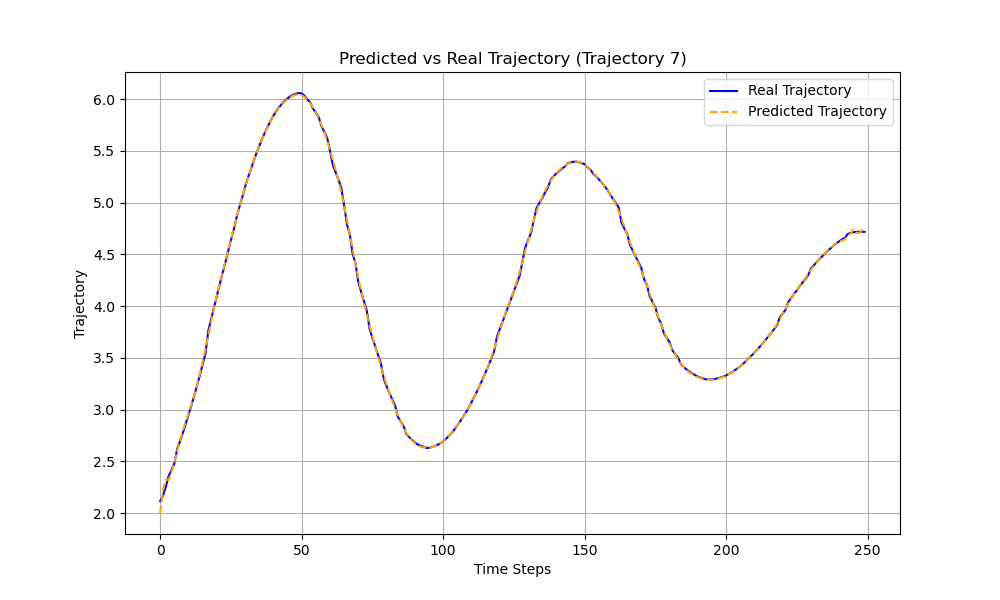 Predicted vs Real Trajectory (Trajectory 7)
Real Trajectory
Predicted Trajectory
Trajectory
6.0
5.5
5.0
4.5
4.0
3.5
3.0
2.5
2.0
0 50 100 150 200 250
Time Steps